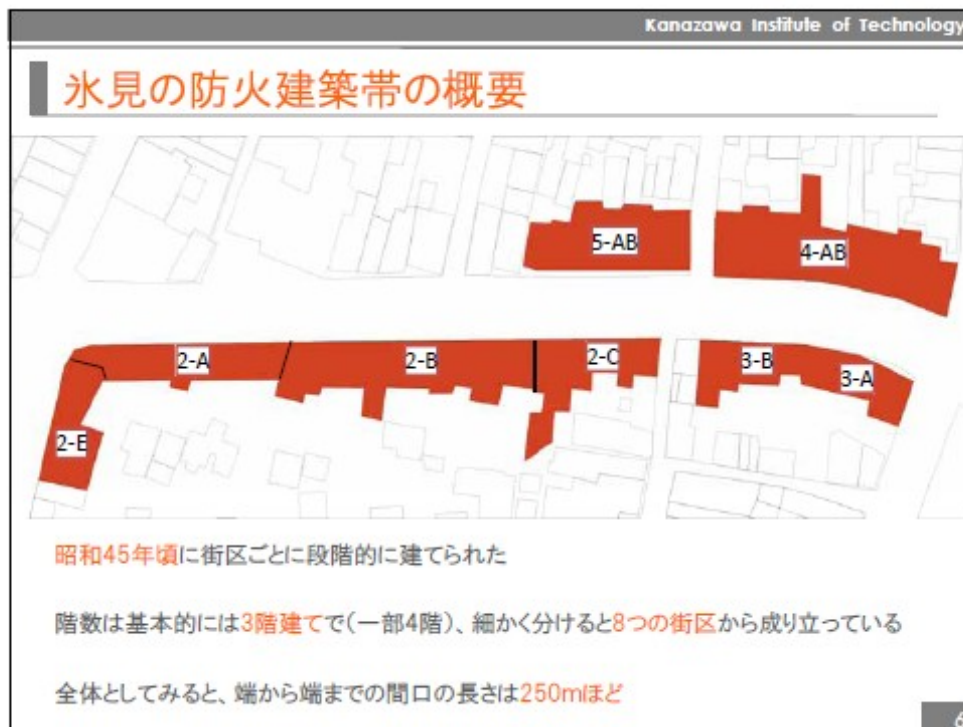 Kanazawa Institute of Technology
氷見の防火建築帯の概要
5-AB
4-AB
2-A
2-B
2-C
3-B
3-A
2-E
昭和45年頃に街区ごとに段階的に建てられた
階数は基本的には3階建てで(一部4階)、細かく分けると8つの街区から成り立っている
全体としてみると、端から端までの間口の長さは250mほど